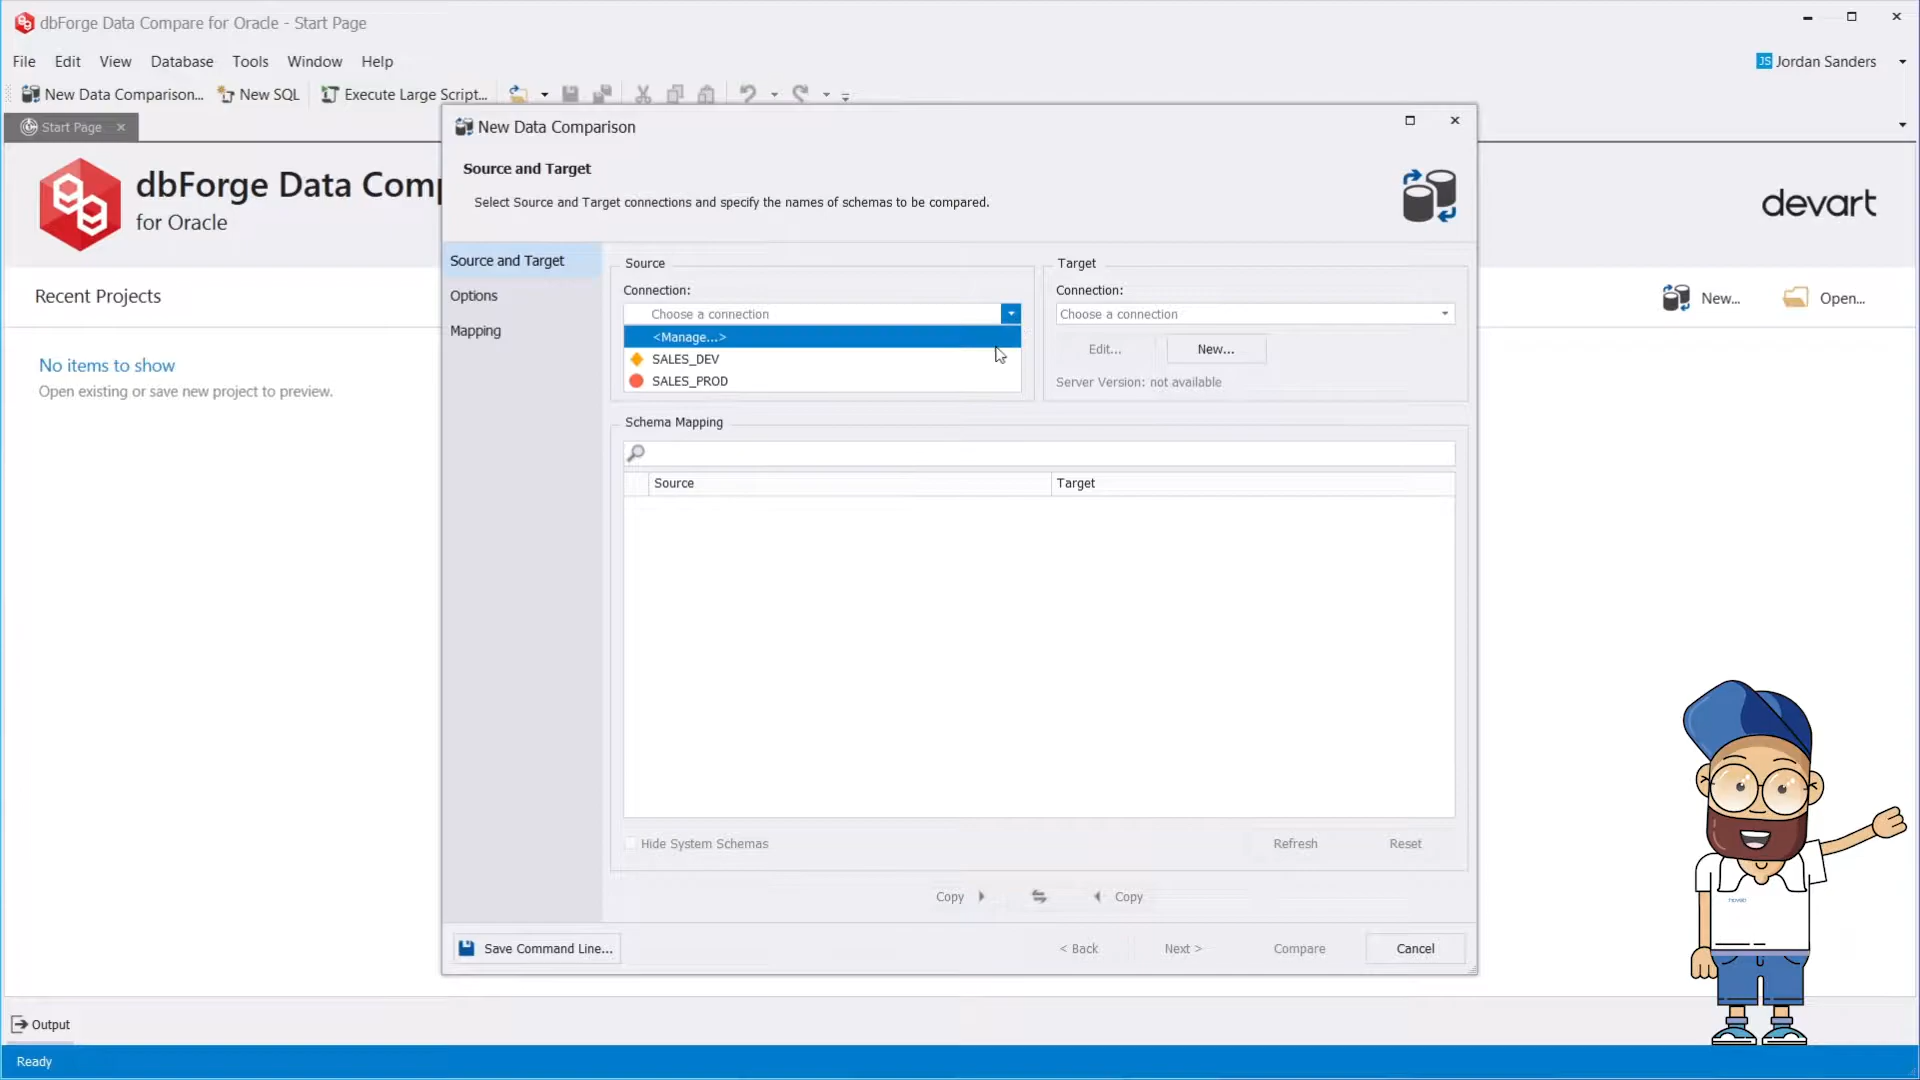 dbForge Data Compare for Oracle - Start Page
File Edit View Database Tools Window Help
JS Jordan Sanders
New Data Comparison... New SQL Execute Large Script...
Start Page
New Data Comparison
dbForge Data Comp
for Oracle
Source and Target
Select Source and Target connections and specify the names of schemas to be compared.
devart
Recent Projects
New... Open...
No items to show
Open existing or save new project to preview.
Source and Target
Options
Mapping
Source
Connection:
Choose a connection
<Manage...>
SALES_DEV
SALES_PROD
Target
Connection:
Choose a connection
Edit... New...
Server Version: not available
Schema Mapping
Source Target
Hide System Schemas
Refresh Reset
Copy Copy
Save Command Line...
< Back Next > Compare Cancel
Output
Ready